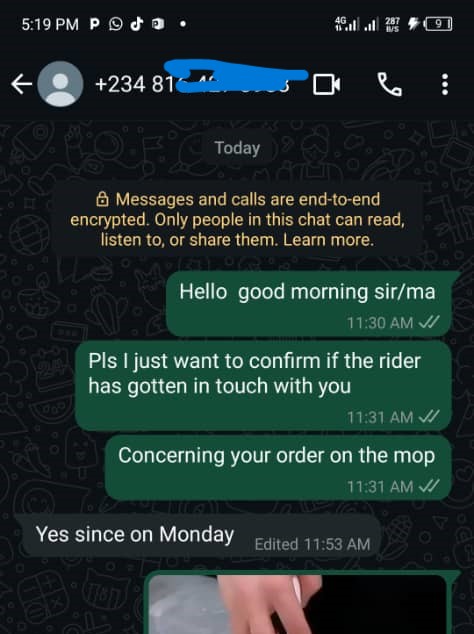 5:19 PM
4G 287 B/S 9
+234 81
Today
Messages and calls are end-to-end
encrypted. Only people in this chat can read,
listen to, or share them. Learn more.
Hello good morning sir/ma
11:30 AM
Pls I just want to confirm if the rider
has gotten in touch with you
11:31 AM
Concerning your order on the mop
11:31 AM
Yes since on Monday Edited 11:53 AM